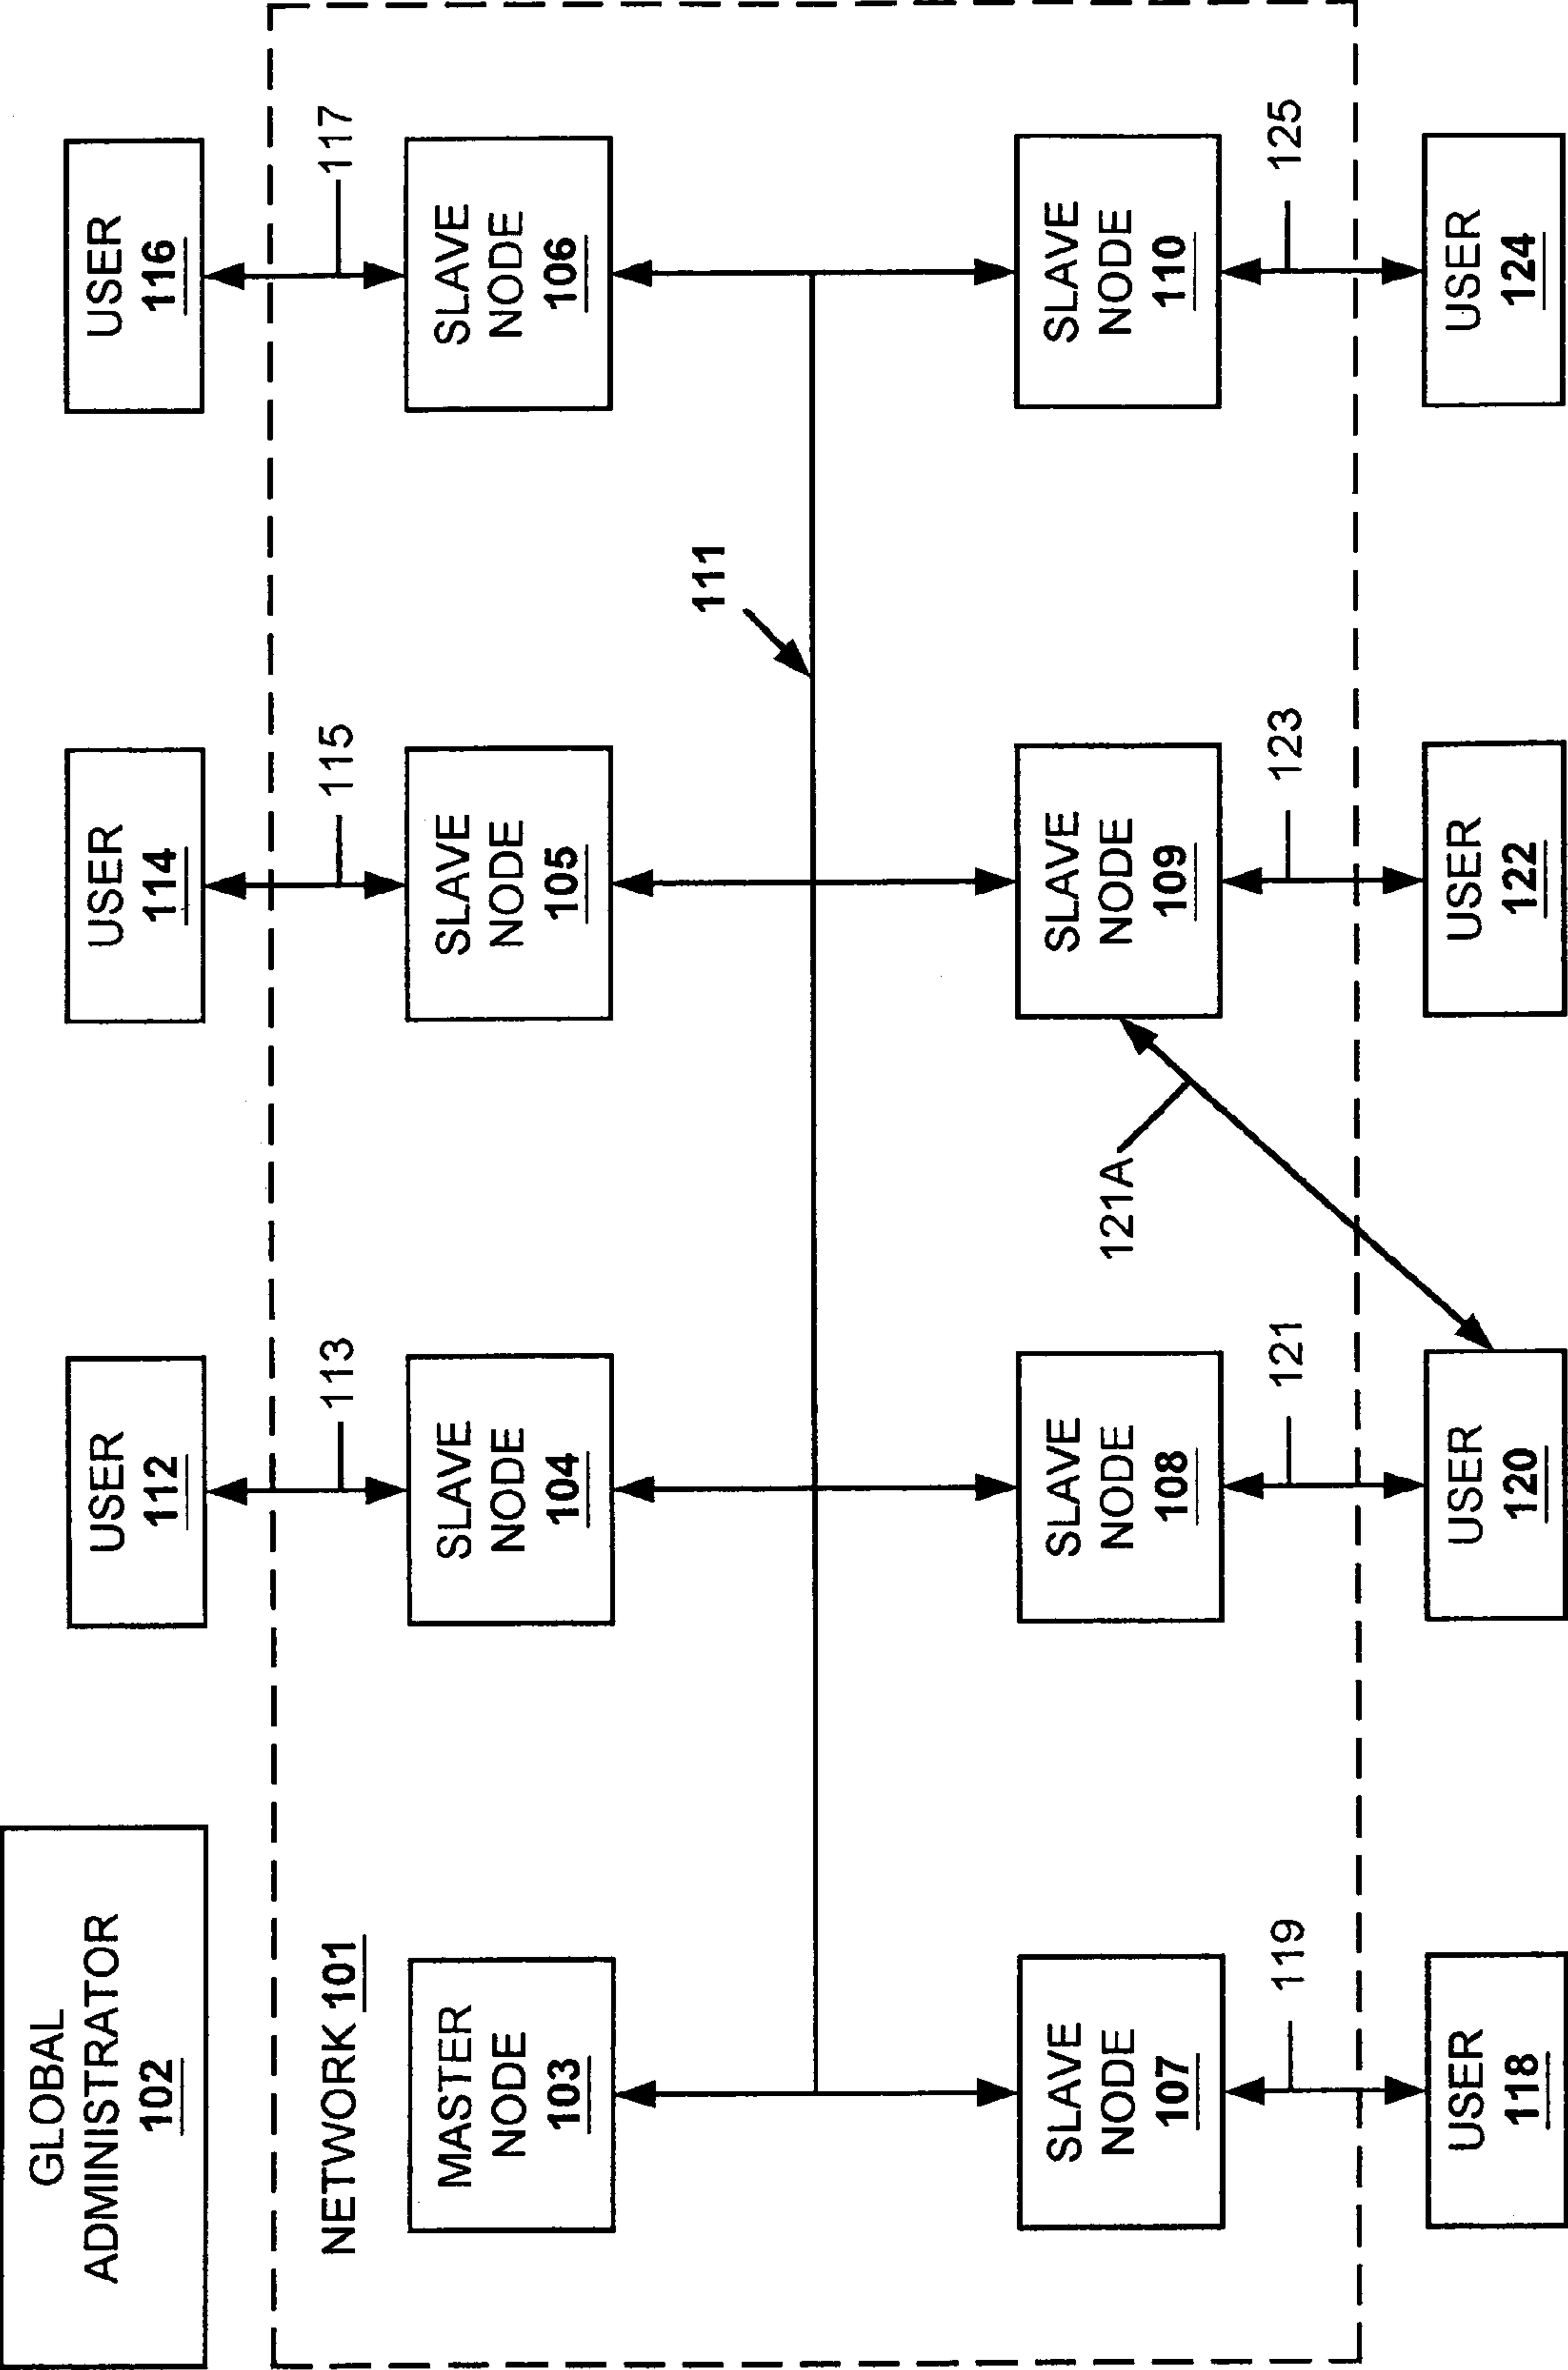 GLOBAL
ADMINISTRATOR
102
USER
112
USER
114
USER
116
NETWORK 101
113
115
117
MASTER
NODE
103
SLAVE
NODE
104
SLAVE
NODE
105
SLAVE
NODE
106
111
SLAVE
NODE
107
SLAVE
NODE
108
121A
SLAVE
NODE
109
SLAVE
NODE
110
119
121
123
125
USER
118
USER
120
USER
122
USER
124